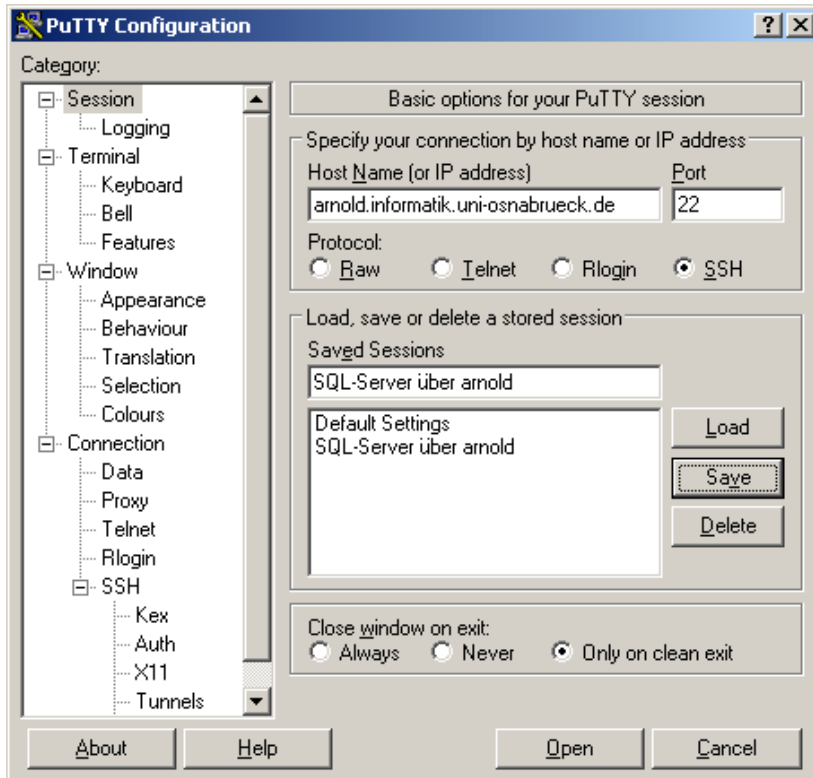 PuTTY Configuration
Category:
Session
Logging
Terminal
Keyboard
Bell
Features
Window
Appearance
Behaviour
Translation
Selection
Colours
Connection
Data
Proxy
Telnet
Rlogin
SSH
Kex
Auth
X11
Tunnels
Basic options for your PuTTY session
Specify your connection by host name or IP address
Host Name (or IP address) Port
arnold.informatik.uni-osnabrueck.de 22
Protocol:
Raw Telnet Rlogin SSH
Load, save or delete a stored session
Saved Sessions
SQL-Server über arnold
Default Settings
SQL-Server über arnold
Load
Save
Delete
Close window on exit:
Always Never Only on clean exit
About Help Open Cancel